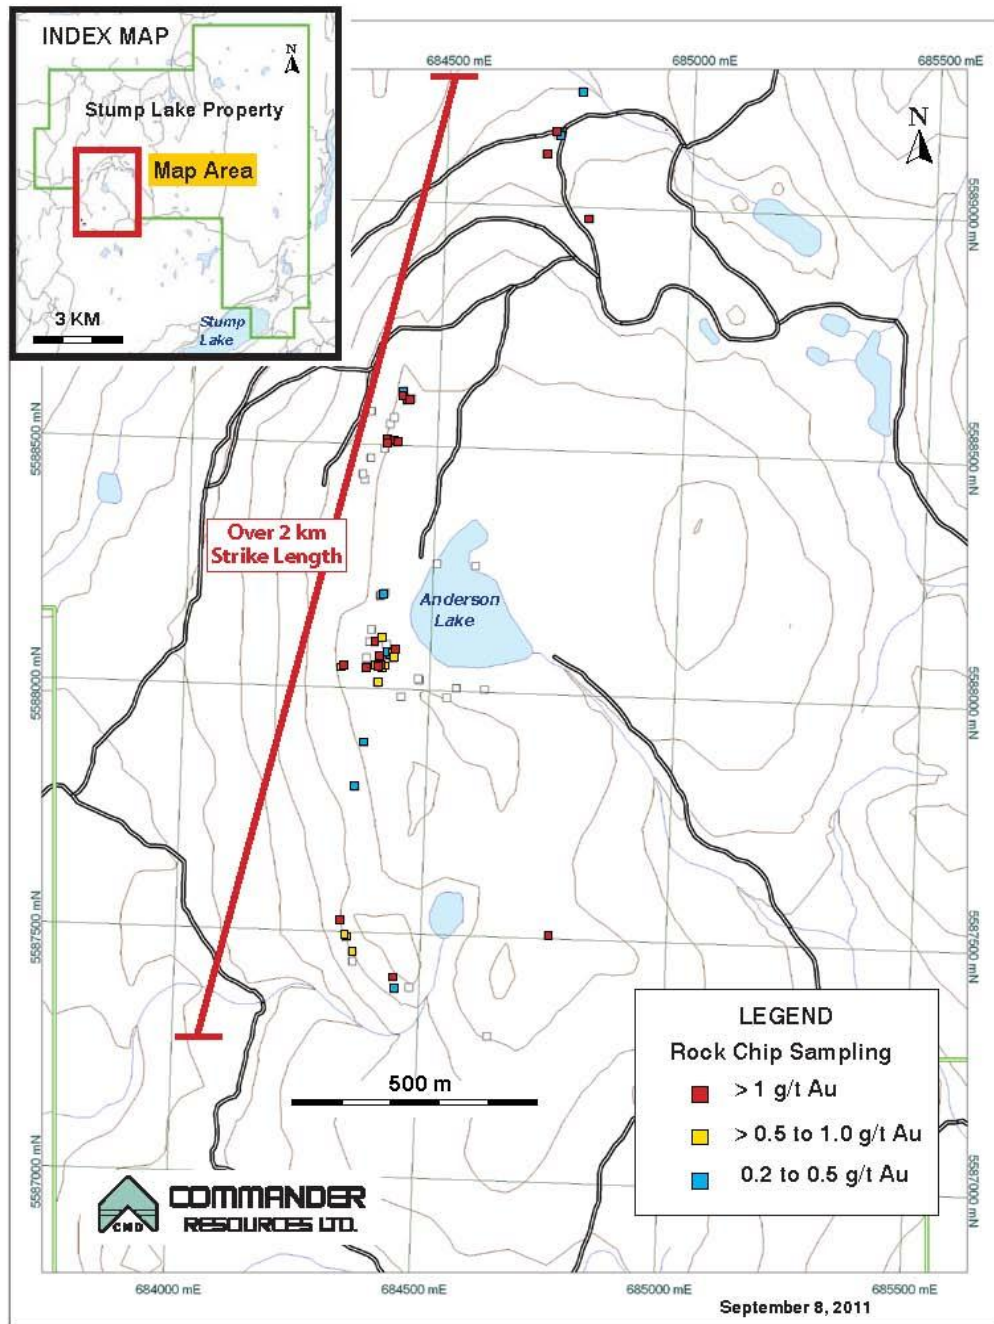 INDEX MAP
N
Stump Lake Property
Map Area
3 KM
Stump
Lake
684500 mE
685000 mE
685500 mE
N
5589000 mN
5588500 mN
5588500 mN
Over 2 km
Strike Length
Anderson
Lake
5588000 mN
5588000 mN
5587500 mN
5587500 mN
LEGEND
Rock Chip Sampling
> 1 g/t Au
> 0.5 to 1.0 g/t Au
0.2 to 0.5 g/t Au
500 m
5587000 mN
5587000 mN
CMD
COMMANDER
RESOURCES LTD.
684000 mE
684500 mE
685000 mE
685500 mE
September 8, 2011